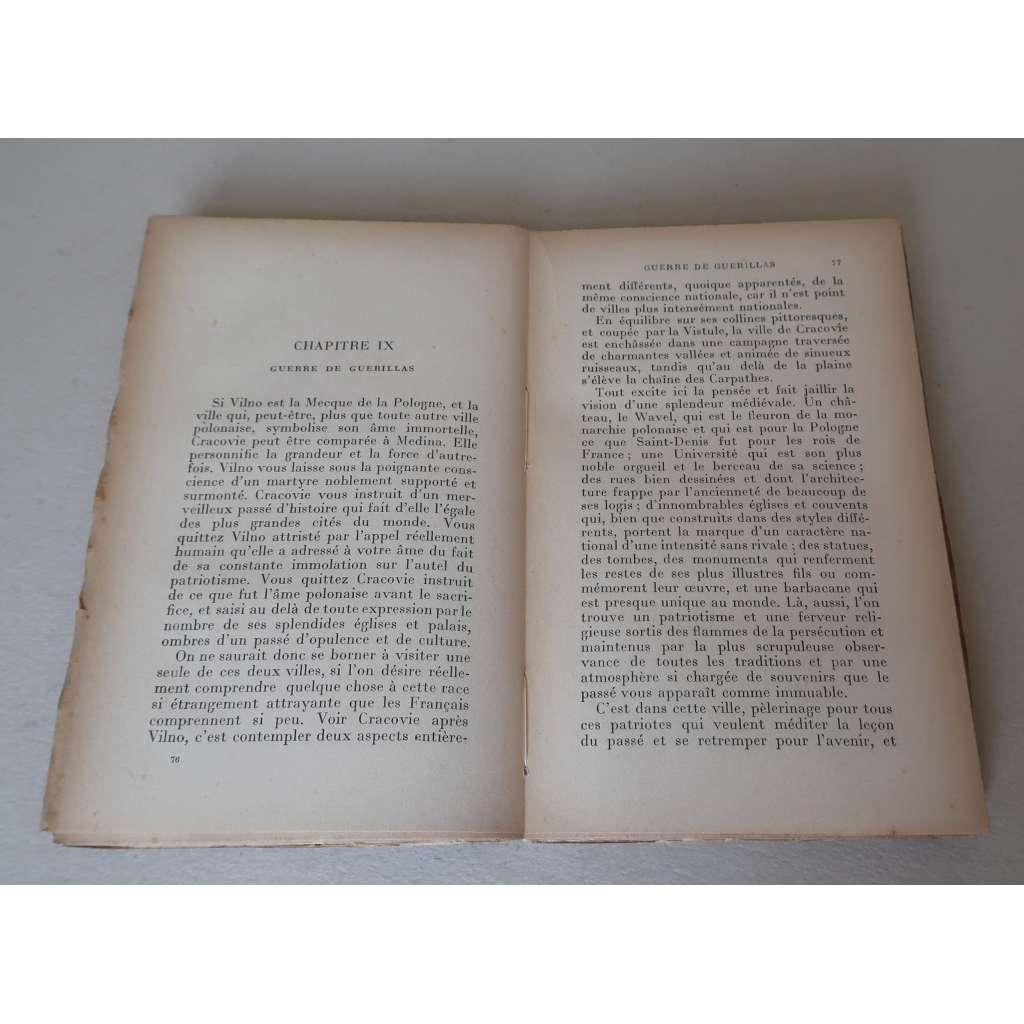 CHAPITRE IX
GUERRE DE GUERILLAS
Si Vilno est la Mecque de la Pologne, et la
ville qui, peut-être, plus que toute autre ville
polonaise, symbolise son âme immortelle,
Cracovie peut être comparée à Medina. Elle
personnifie la grandeur et la force d'autre-
fois. Vilno vous laisse sous la poignante cons-
cience d'un martyre noblement supporté et
surmonté. Cracovie vous instruit d'un mer-
veilleux passé d'histoire qui fait d'elle l'égale
des plus grandes cités du monde. Vous
quittez Vilno attristé par l'appel réellement
humain qu'elle a adressé à votre âme du fait
de sa constante immolation sur l'autel du
patriotisme. Vous quittez Cracovie instruit
de ce que fut l'âme polonaise avant le sacri-
fice, et saisi au delà de toute expression par le
nombre de ses splendides églises et palais,
ombres d'un passé d'opulence et de culture.
On ne saurait donc se borner à visiter une
seule de ces deux villes, si l'on désire réelle-
ment comprendre quelque chose à cette race
si étrangement attrayante que les Français
comprennent si peu. Voir Cracovie après
Vilno, c'est contempler deux aspects entière-
76
GUERRE DE GUERILLAS 77
ment différents, quoique apparentés, de la
même conscience nationale, car il n'est point
de villes plus intensément nationales.
En équilibre sur ses collines pittoresques,
et coupée par la Vistule, la ville de Cracovie
est enchâssée dans une campagne traversée
de charmantes vallées et animée de sinueux
ruisseaux, tandis qu'au delà de la plaine
s'élève la chaîne des Carpathes.
Tout excite ici la pensée et fait jaillir la
vision d'une splendeur médiévale. Un châ-
teau, le Wavel, qui est le fleuron de la mo-
narchie polonaise et qui est pour la Pologne
ce que Saint-Denis fut pour les rois de
France ; une Université qui est son plus
noble orgueil et le berceau de sa science ;
des rues bien dessinées et dont l'architec-
ture frappe par l'ancienneté de beaucoup de
ses logis ; d'innombrables églises et couvents
qui, bien que construits dans des styles diffé-
rents, portent la marque d'un caractère na-
tional d'une intensité sans rivale ; des statues,
des tombes, des monuments qui renferment
les restes de ses plus illustres fils ou com-
mémorent leur œuvre, et une barbacane qui
est presque unique au monde. Là, aussi, l'on
trouve un patriotisme et une ferveur reli-
gieuse sortis des flammes de la persécution et
maintenus par la plus scrupuleuse obser-
vance de toutes les traditions et par une
atmosphère si chargée de souvenirs que le
passé vous apparaît comme immuable.
C'est dans cette ville, pèlerinage pour tous
ces patriotes qui veulent méditer la leçon
du passé et se retremper pour l'avenir, et